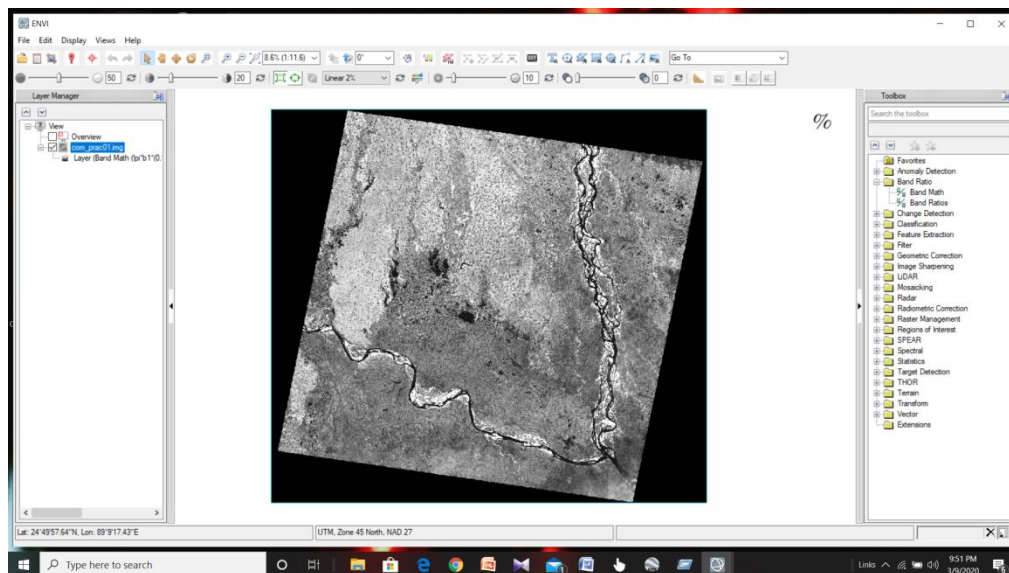 ENVI
File Edit Display Views Help
8.6% (1:11.6) 0° Go To
50 20 Linear 2% 10 0
Layer Manager
View
Overview
com_prac01.img
Layer (Band Math (!pi*b1*(0.
%
Toolbox
Search the toolbox
Favorites
Anomaly Detection
Band Ratio
Band Math
Band Ratios
Change Detection
Classification
Feature Extraction
Filter
Geometric Correction
Image Sharpening
LiDAR
Mosaicking
Radar
Radiometric Correction
Raster Management
Regions of Interest
SPEAR
Spectral
Statistics
Target Detection
THOR
Terrain
Transform
Vector
Extensions
Lat: 24°49'57.64"N, Lon: 89°9'17.43"E
UTM, Zone 45 North, NAD 27
Type here to search
Links
9:51 PM
3/9/2020